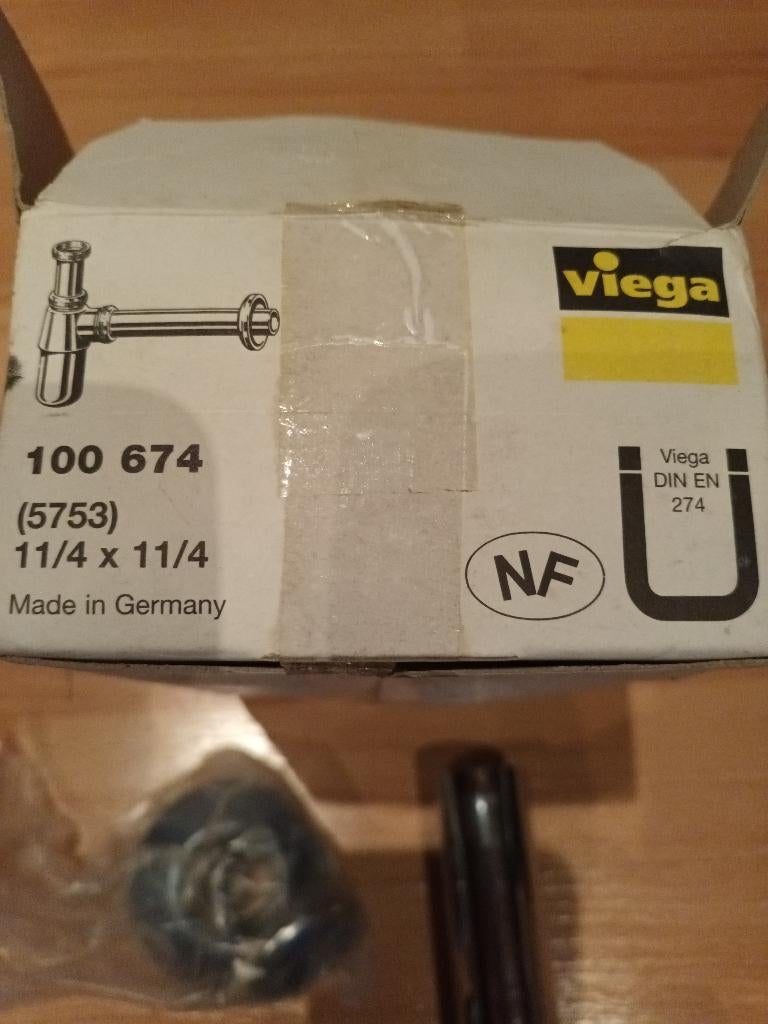 viega
100 674
(5753)
11/4 x 11/4
Made in Germany
NF
Viega
DIN EN
274